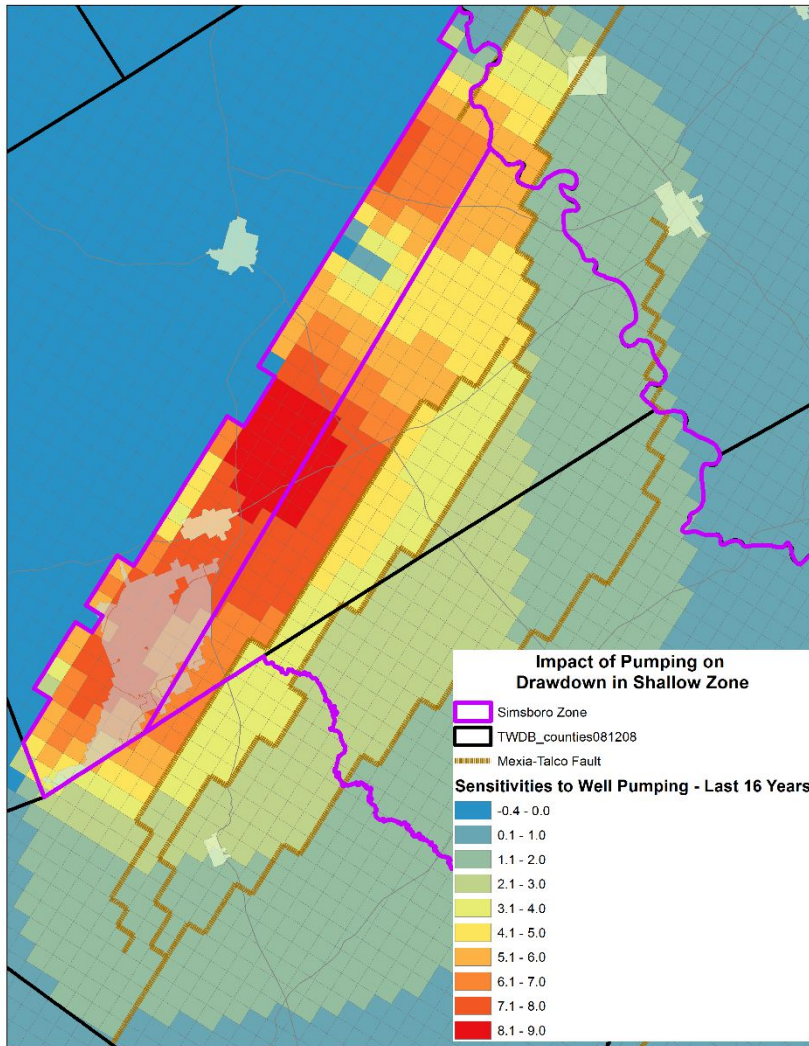 Impact of Pumping on
Drawdown in Shallow Zone
Simsboro Zone
TWDB_counties081208
Mexia-Talco Fault
Sensitivities to Well Pumping - Last 16 Years
-0.4 - 0.0
0.1 - 1.0
1.1 - 2.0
2.1 - 3.0
3.1 - 4.0
4.1 - 5.0
5.1 - 6.0
6.1 - 7.0
7.1 - 8.0
8.1 - 9.0